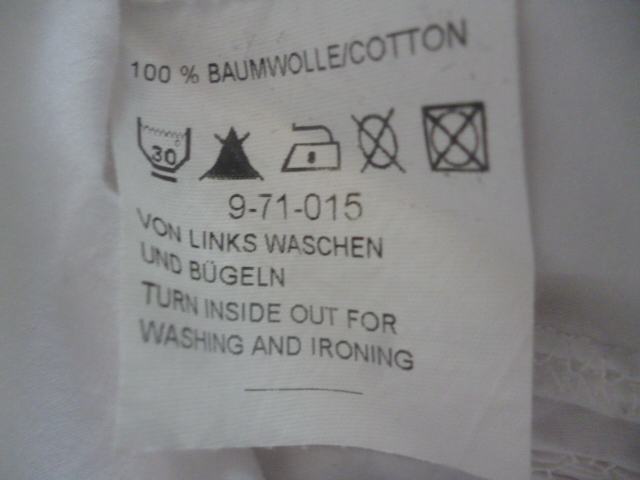 100 % BAUMWOLLE/COTTON
30
9-71-015
VON LINKS WASCHEN
UND BÜGELN
TURN INSIDE OUT FOR
WASHING AND IRONING